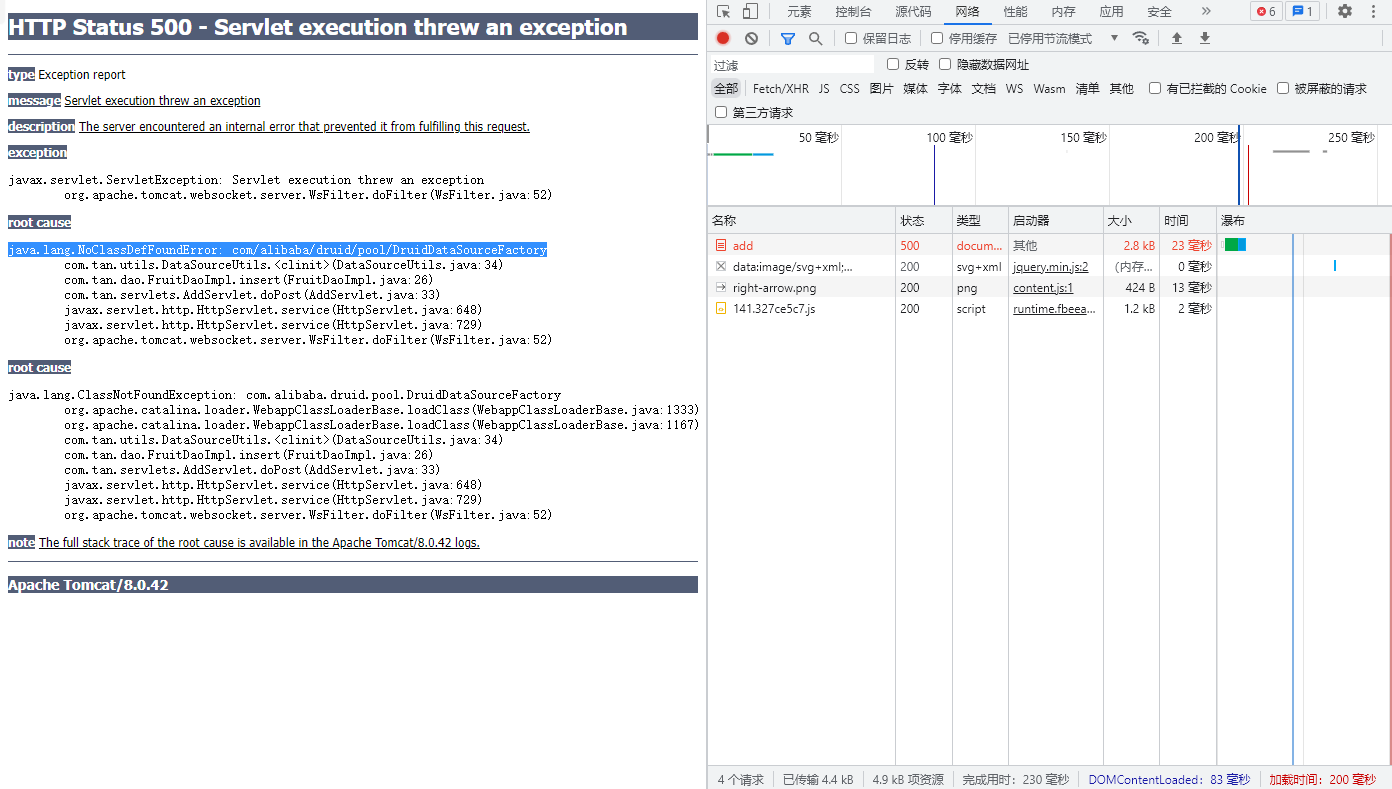 HTTP Status 500 - Servlet execution threw an exception
type Exception report
message Servlet execution threw an exception
description The server encountered an internal error that prevented it from fulfilling this request.
exception
javax.servlet.ServletException: Servlet execution threw an exception
org.apache.tomcat.websocket.server.WsFilter.doFilter(WsFilter.java:52)
root cause
java.lang.NoClassDefFoundError: com/alibaba/druid/pool/DruidDataSourceFactory
com.tan.utils.DataSourceUtils.<clinit>(DataSourceUtils.java:34)
com.tan.dao.FruitDaoImpl.insert(FruitDaoImpl.java:26)
com.tan.servlets.AddServlet.doPost(AddServlet.java:33)
javax.servlet.http.HttpServlet.service(HttpServlet.java:648)
javax.servlet.http.HttpServlet.service(HttpServlet.java:729)
org.apache.tomcat.websocket.server.WsFilter.doFilter(WsFilter.java:52)
root cause
java.lang.ClassNotFoundException: com.alibaba.druid.pool.DruidDataSourceFactory
org.apache.catalina.loader.WebappClassLoaderBase.loadClass(WebappClassLoaderBase.java:1333)
org.apache.catalina.loader.WebappClassLoaderBase.loadClass(WebappClassLoaderBase.java:1167)
com.tan.utils.DataSourceUtils.<clinit>(DataSourceUtils.java:34)
com.tan.dao.FruitDaoImpl.insert(FruitDaoImpl.java:26)
com.tan.servlets.AddServlet.doPost(AddServlet.java:33)
javax.servlet.http.HttpServlet.service(HttpServlet.java:648)
javax.servlet.http.HttpServlet.service(HttpServlet.java:729)
org.apache.tomcat.websocket.server.WsFilter.doFilter(WsFilter.java:52)
note The full stack trace of the root cause is available in the Apache Tomcat/8.0.42 logs.
Apache Tomcat/8.0.42
元素 控制台 源代码 网络 性能 内存 应用 安全 » 6 1
保留日志 停用缓存 已停用节流模式
过滤 反转 隐藏数据网址
全部 Fetch/XHR JS CSS 图片 媒体 字体 文档 WS Wasm 清单 其他 有已拦截的 Cookie 被屏蔽的请求
第三方请求
50 毫秒 100 毫秒 150 毫秒 200 毫秒 250 毫秒
名称 状态 类型 启动器 大小 时间 瀑布
add 500 docum... 其他 2.8 kB 23 毫秒
data:image/svg+xml;... 200 svg+xml jquery.min.js:2 (内存... 0 毫秒
right-arrow.png 200 png content.js:1 424 B 13 毫秒
141.327ce5c7.js 200 script runtime.fbeea... 1.2 kB 2 毫秒
4 个请求 已传输 4.4 kB 4.9 kB 项资源 完成用时：230 毫秒 DOMContentLoaded：83 毫秒 加载时间：200 毫秒